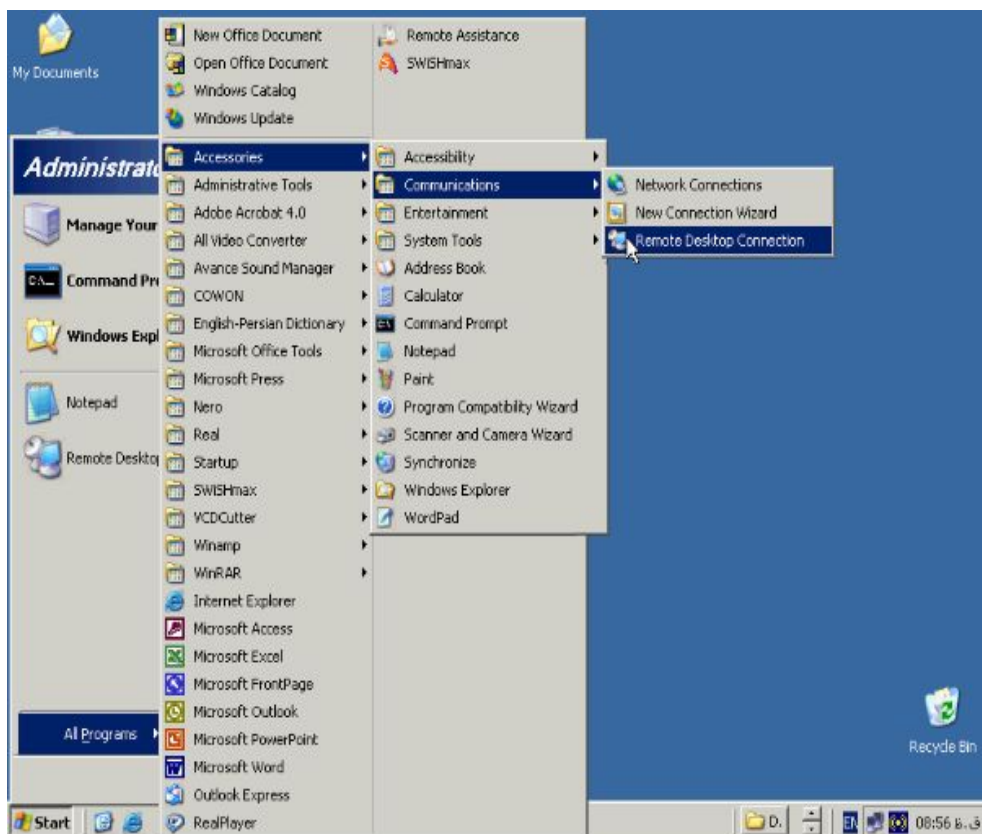 My Documents
New Office Document
Open Office Document
Windows Catalog
Windows Update
Remote Assistance
SWiSHmax
Administrato
Manage Your
Command Pr
Windows Expl
Notepad
Remote Desktop
All Programs
Accessories
Administrative Tools
Adobe Acrobat 4.0
All Video Converter
Avance Sound Manager
COWON
English-Persian Dictionary
Microsoft Office Tools
Microsoft Press
Nero
Real
Startup
SWiSHmax
VCDCutter
Winamp
WinRAR
Internet Explorer
Microsoft Access
Microsoft Excel
Microsoft FrontPage
Microsoft Outlook
Microsoft PowerPoint
Microsoft Word
Outlook Express
RealPlayer
Accessibility
Communications
Entertainment
System Tools
Address Book
Calculator
Command Prompt
Notepad
Paint
Program Compatibility Wizard
Scanner and Camera Wizard
Synchronize
Windows Explorer
WordPad
Network Connections
New Connection Wizard
Remote Desktop Connection
Recycle Bin
Start
D.
EN
08:56 ق.ظ